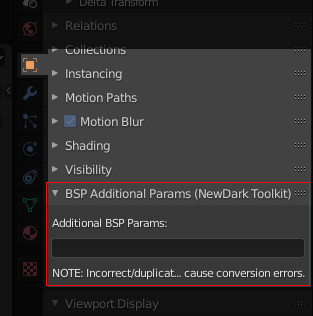 Delta Transform
Relations
Collections
Instancing
Motion Paths
Motion Blur
Shading
Visibility
BSP Additional Params (NewDark Toolkit)
Additional BSP Params:
NOTE: Incorrect/duplicat... cause conversion errors.
Viewport Display